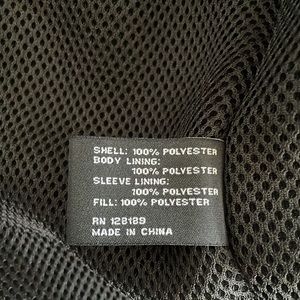 SHELL: 100% POLYESTER
BODY LINING:
100% POLYESTER
SLEEVE LINING:
100% POLYESTER
FILL: 100% POLYESTER
RN 128189
MADE IN CHINA